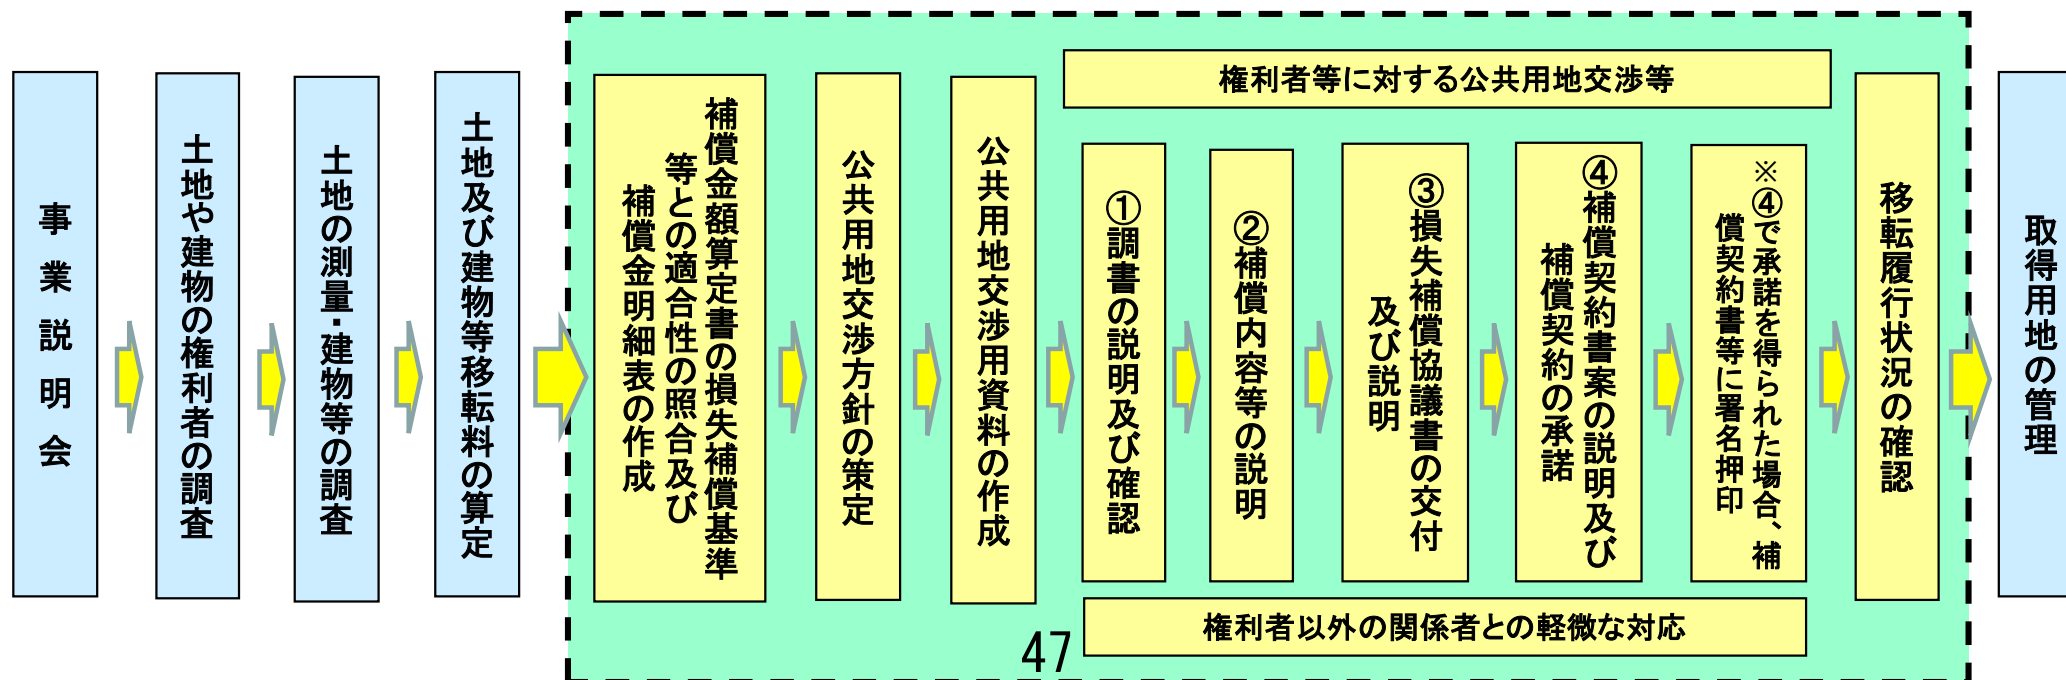 事業説明会
土地や建物の権利者の調査
土地の測量・建物等の調査
土地及び建物等移転料の算定
補償金額算定書の損失補償基準
等との適合性の照合及び
補償金明細表の作成
公共用地交渉方針の策定
公共用地交渉用資料の作成
権利者等に対する公共用地交渉等
①調書の説明及び確認
②補償内容等の説明
③損失補償協議書の交付
及び説明
④補償契約書案の説明及び
補償契約の承諾
※④で承諾を得られた場合、補
償契約書等に署名押印
権利者以外の関係者との軽微な対応
移転履行状況の確認
取得用地の管理
47